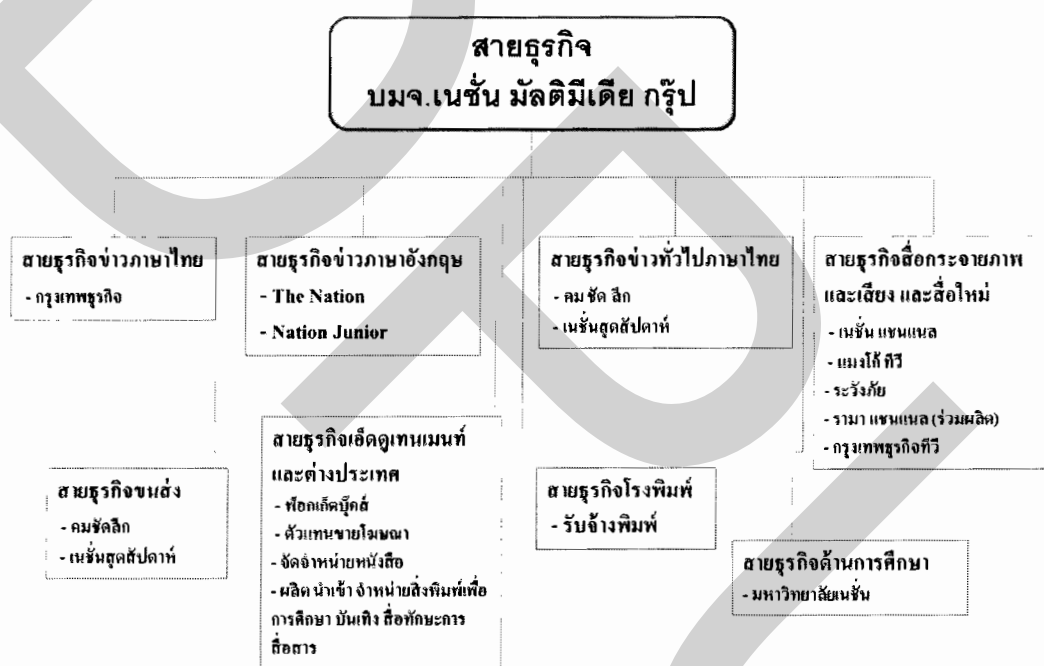 สายธุรกิจ
บมจ.เนชั่น มัลติมีเดีย กรุ๊ป
สายธุรกิจข่าวภาษาไทย
- กรุงเทพธุรกิจ
สายธุรกิจข่าวภาษาอังกฤษ
- The Nation
- Nation Junior
สายธุรกิจข่าวทั่วไปภาษาไทย
- คม ชัด ลึก
- เนชั่นสุดสัปดาห์
สายธุรกิจสื่อกระจายภาพ
และเสียง และสื่อใหม่
- เนชั่น แชนแนล
- แมงโก้ ทีวี
- ระวังภัย
- รามา แชนแนล (ร่วมผลิต)
- กรุงเทพธุรกิจทีวี
สายธุรกิจขนส่ง
- คมชัดลึก
- เนชั่นสุดสัปดาห์
สายธุรกิจเอ็ดดูเทนเมนท์
และต่างประเทศ
- พ็อกเก็ตบุ๊คส์
- ตัวแทนขายโฆษณา
- จัดจำหน่ายหนังสือ
- ผลิต นำเข้า จำหน่ายสิ่งพิมพ์เพื่อ
การศึกษา บันเทิง สื่อทักษะการ
สื่อสาร
สายธุรกิจโรงพิมพ์
- รับจ้างพิมพ์
สายธุรกิจด้านการศึกษา
- มหาวิทยาลัยเนชั่น